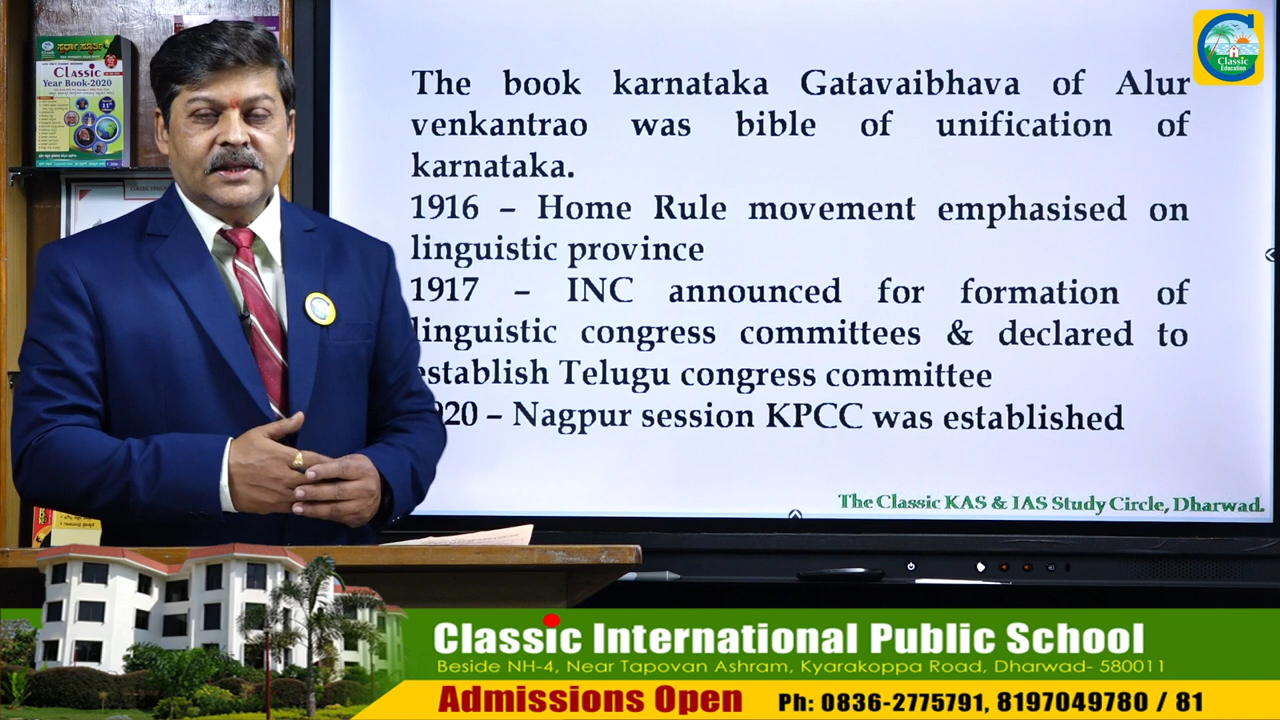 ಸ್ಪರ್ಧಾ ಸ್ಫೂರ್ತಿ
Classic
Year Book-2020
Classic
Education
The book karnataka Gatavaibhava of Alur
venkantrao was bible of unification of
karnataka.
1916 – Home Rule movement emphasised on
linguistic province
1917 – INC announced for formation of
linguistic congress committees & declared to
establish Telugu congress committee
920 – Nagpur session KPCC was established
The Classic KAS & IAS Study Circle, Dharwad.
Classic International Public School
Beside NH-4, Near Tapovan Ashram, Kyarakoppa Road, Dharwad- 580011
Admissions Open Ph: 0836-2775791, 8197049780 / 81